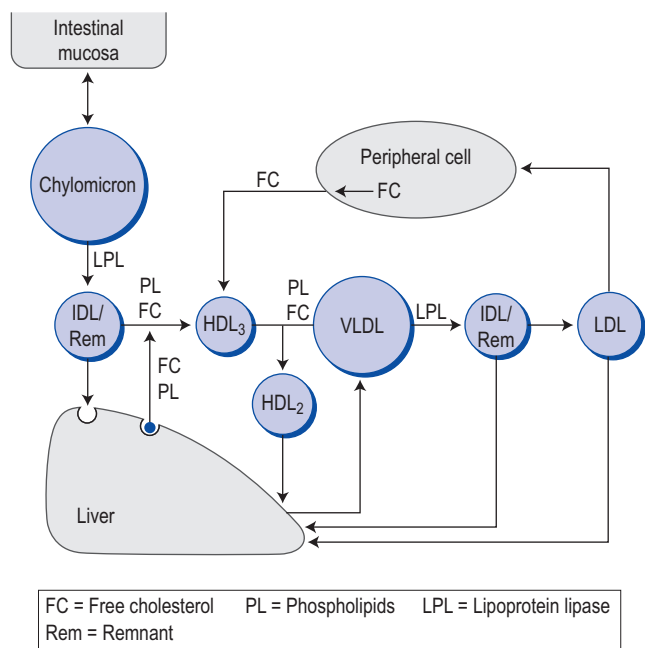 Intestinal
mucosa
Chylomicron
Peripheral cell
FC
FC
LPL
PL
FC
PL
FC
IDL/
Rem
HDL₃
VLDL
LPL
IDL/
Rem
LDL
FC
PL
HDL₂
Liver
FC = Free cholesterol PL = Phospholipids LPL = Lipoprotein lipase
Rem = Remnant